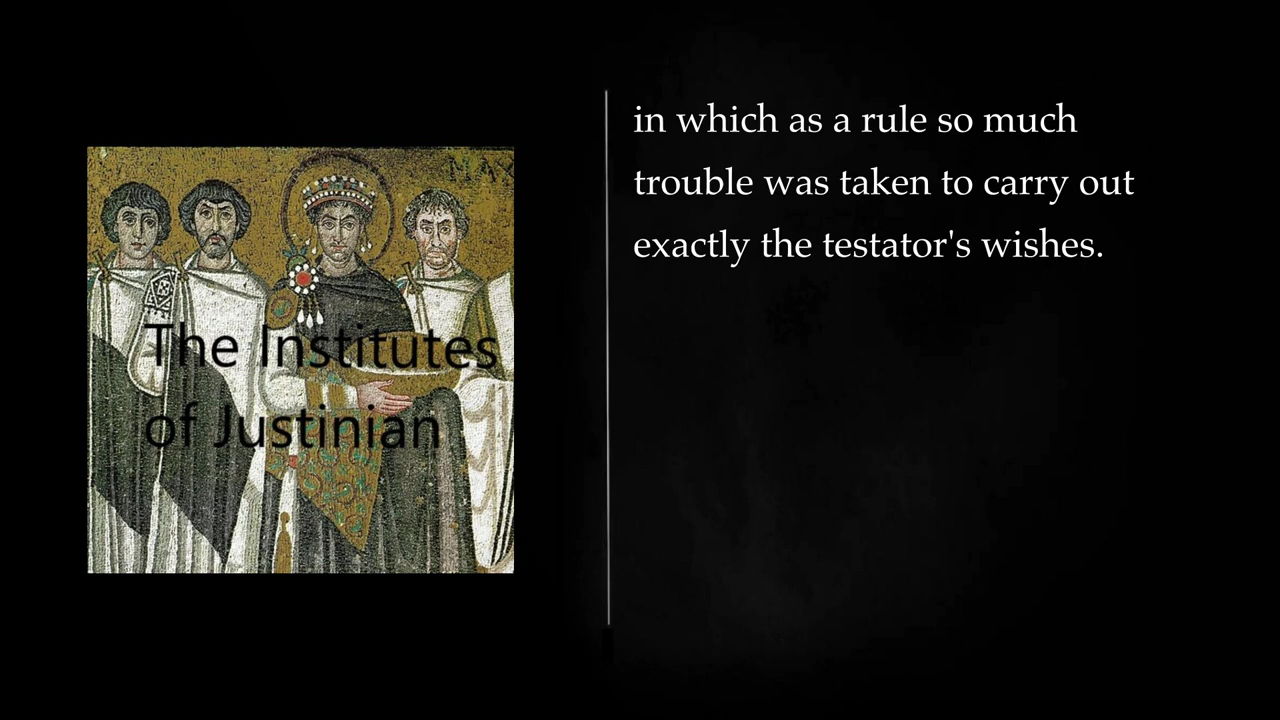 MAX
The Institutes
of Justinian
in which as a rule so much
trouble was taken to carry out
exactly the testator's wishes.